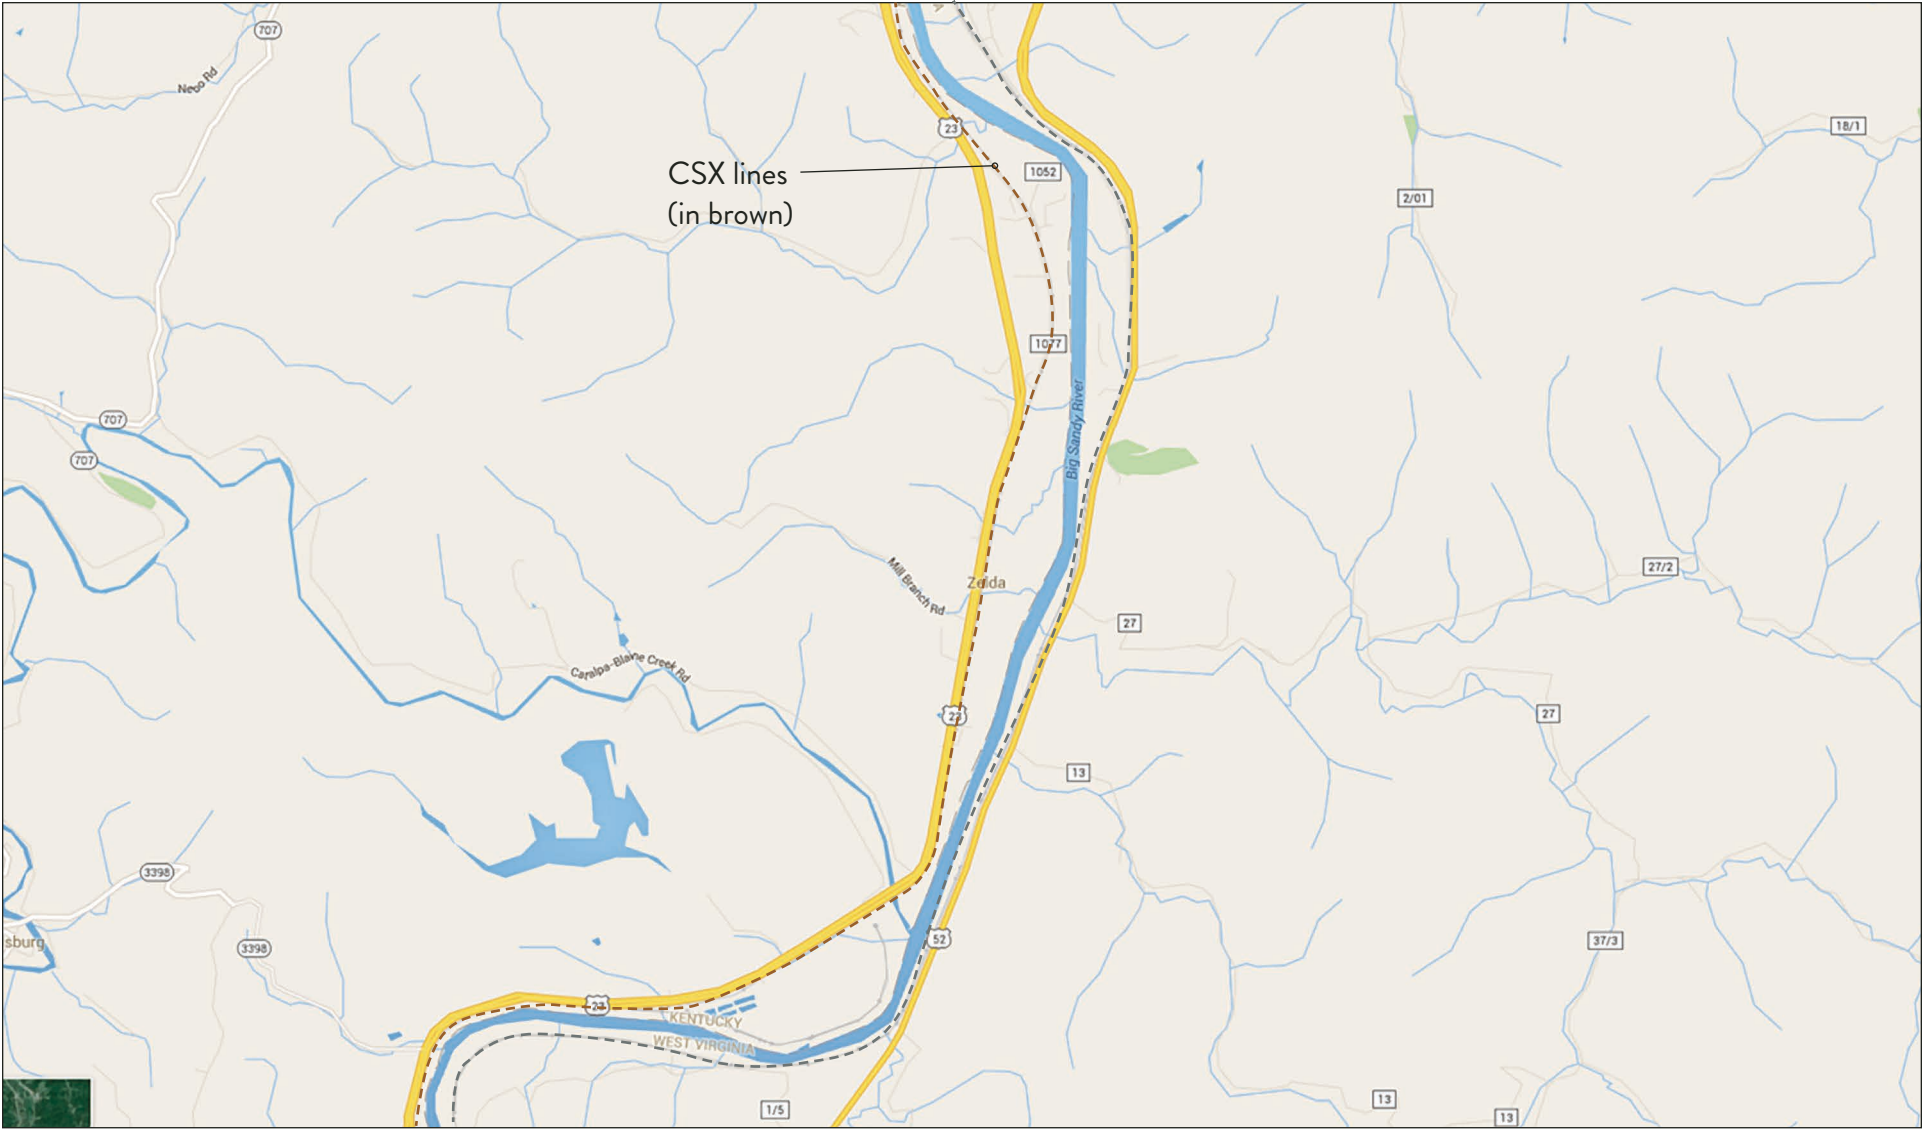 707
Neoo Rd
23
18/1
CSX lines
(in brown)
1052
2/01
1077
707
Big Sandy River
707
Mill Branch Rd
Zelda
27/2
27
Caralpa-Blaine Creek Rd
23
27
13
3398
52
sburg
3398
37/3
23
KENTUCKY
WEST VIRGINIA
1/5
13
13